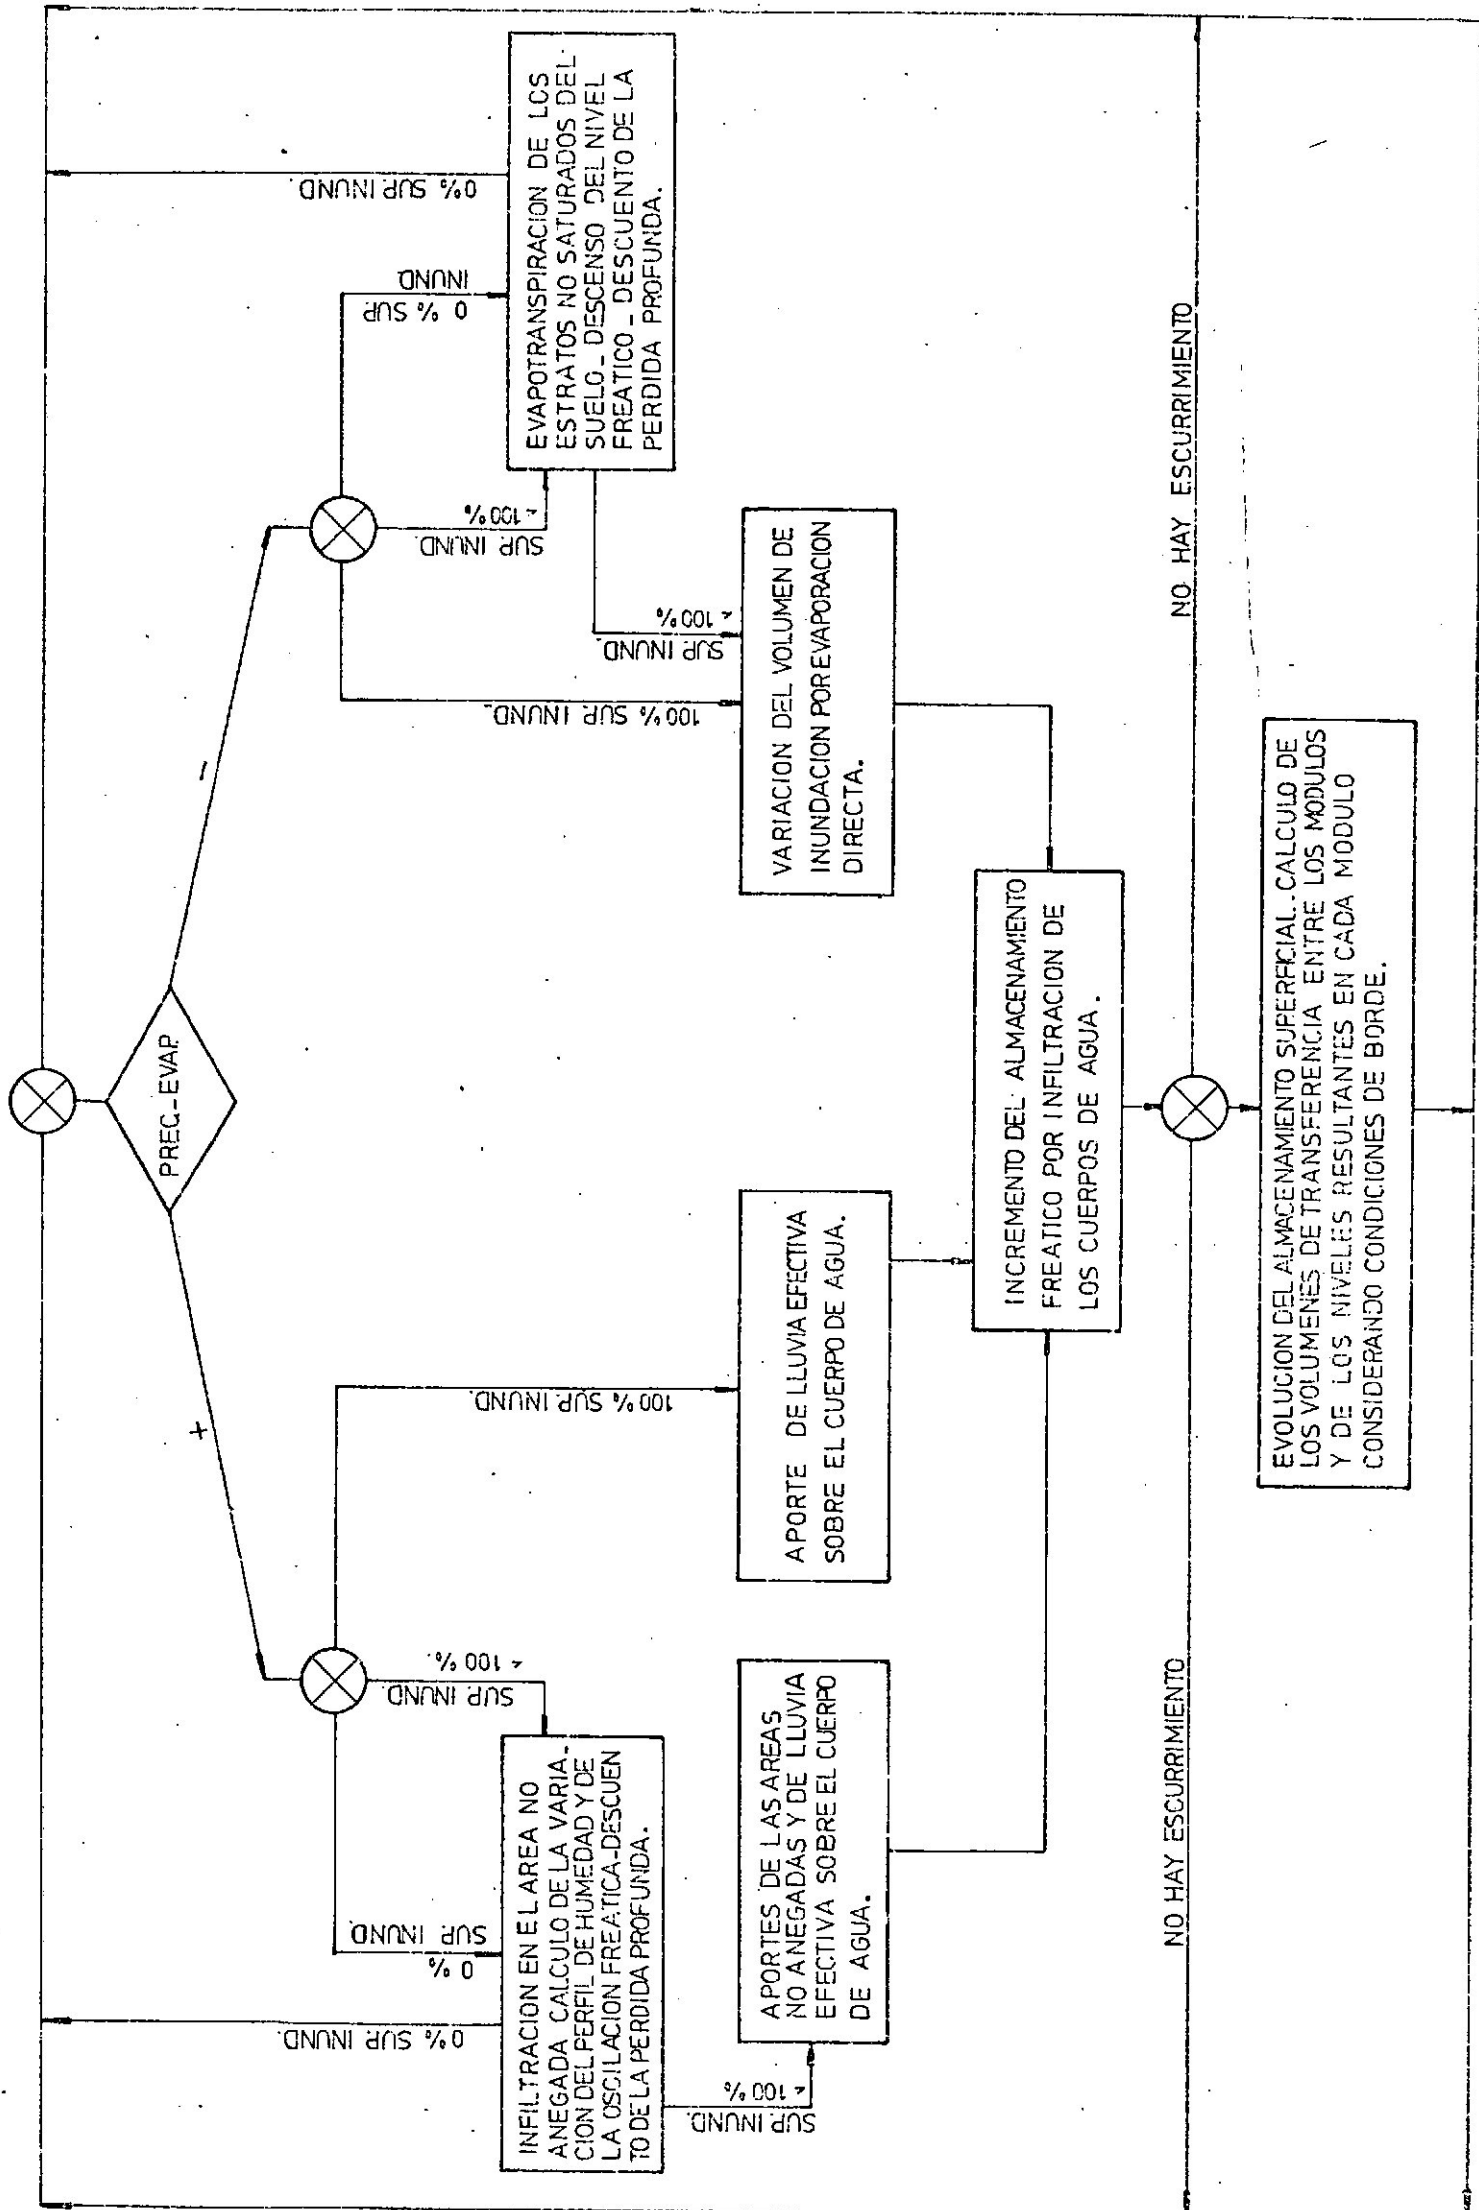 PREC._EVAP.
+
-
0 %
SUP. INUND.
SUP. INUND.
< 100 %.
100 % SUP. INUND.
0 % SUP. INUND.
INFILTRACION EN EL AREA NO
ANEGADA CALCULO DE LA VARIA_
CION DEL PERFIL DE HUMEDAD Y DE
LA OSCILACION FREATICA-DESCUEN
TO DE LA PERDIDA PROFUNDA.
SUP. INUND.
< 100 %
APORTES DE LAS AREAS
NO ANEGADAS Y DE LLUVIA
EFECTIVA SOBRE EL CUERPO
DE AGUA.
APORTE DE LLUVIA EFECTIVA
SOBRE EL CUERPO DE AGUA.
100 % SUP. INUND.
SUP. INUND.
< 100 %
0 % SUP.
INUND.
0 % SUP. INUND.
EVAPOTRANSPIRACION DE LOS
ESTRATOS NO SATURADOS DEL
SUELO_ DESCENSO DEL NIVEL
FREATICO_ DESCUENTO DE LA
PERDIDA PROFUNDA.
SUP. INUND.
< 100 %
VARIACION DEL VOLUMEN DE
INUNDACION POR EVAPORACION
DIRECTA.
INCREMENTO DEL ALMACENAMIENTO
FREATICO POR INFILTRACION DE
LOS CUERPOS DE AGUA.
NO HAY ESCURRIMIENTO
NO HAY ESCURRIMIENTO
EVOLUCION DEL ALMACENAMIENTO SUPERFICIAL_CALCULO DE
LOS VOLUMENES DE TRANSFERENCIA ENTRE LOS MODULOS
Y DE LOS NIVELES RESULTANTES EN CADA MODULO
CONSIDERANDO CONDICIONES DE BORDE.